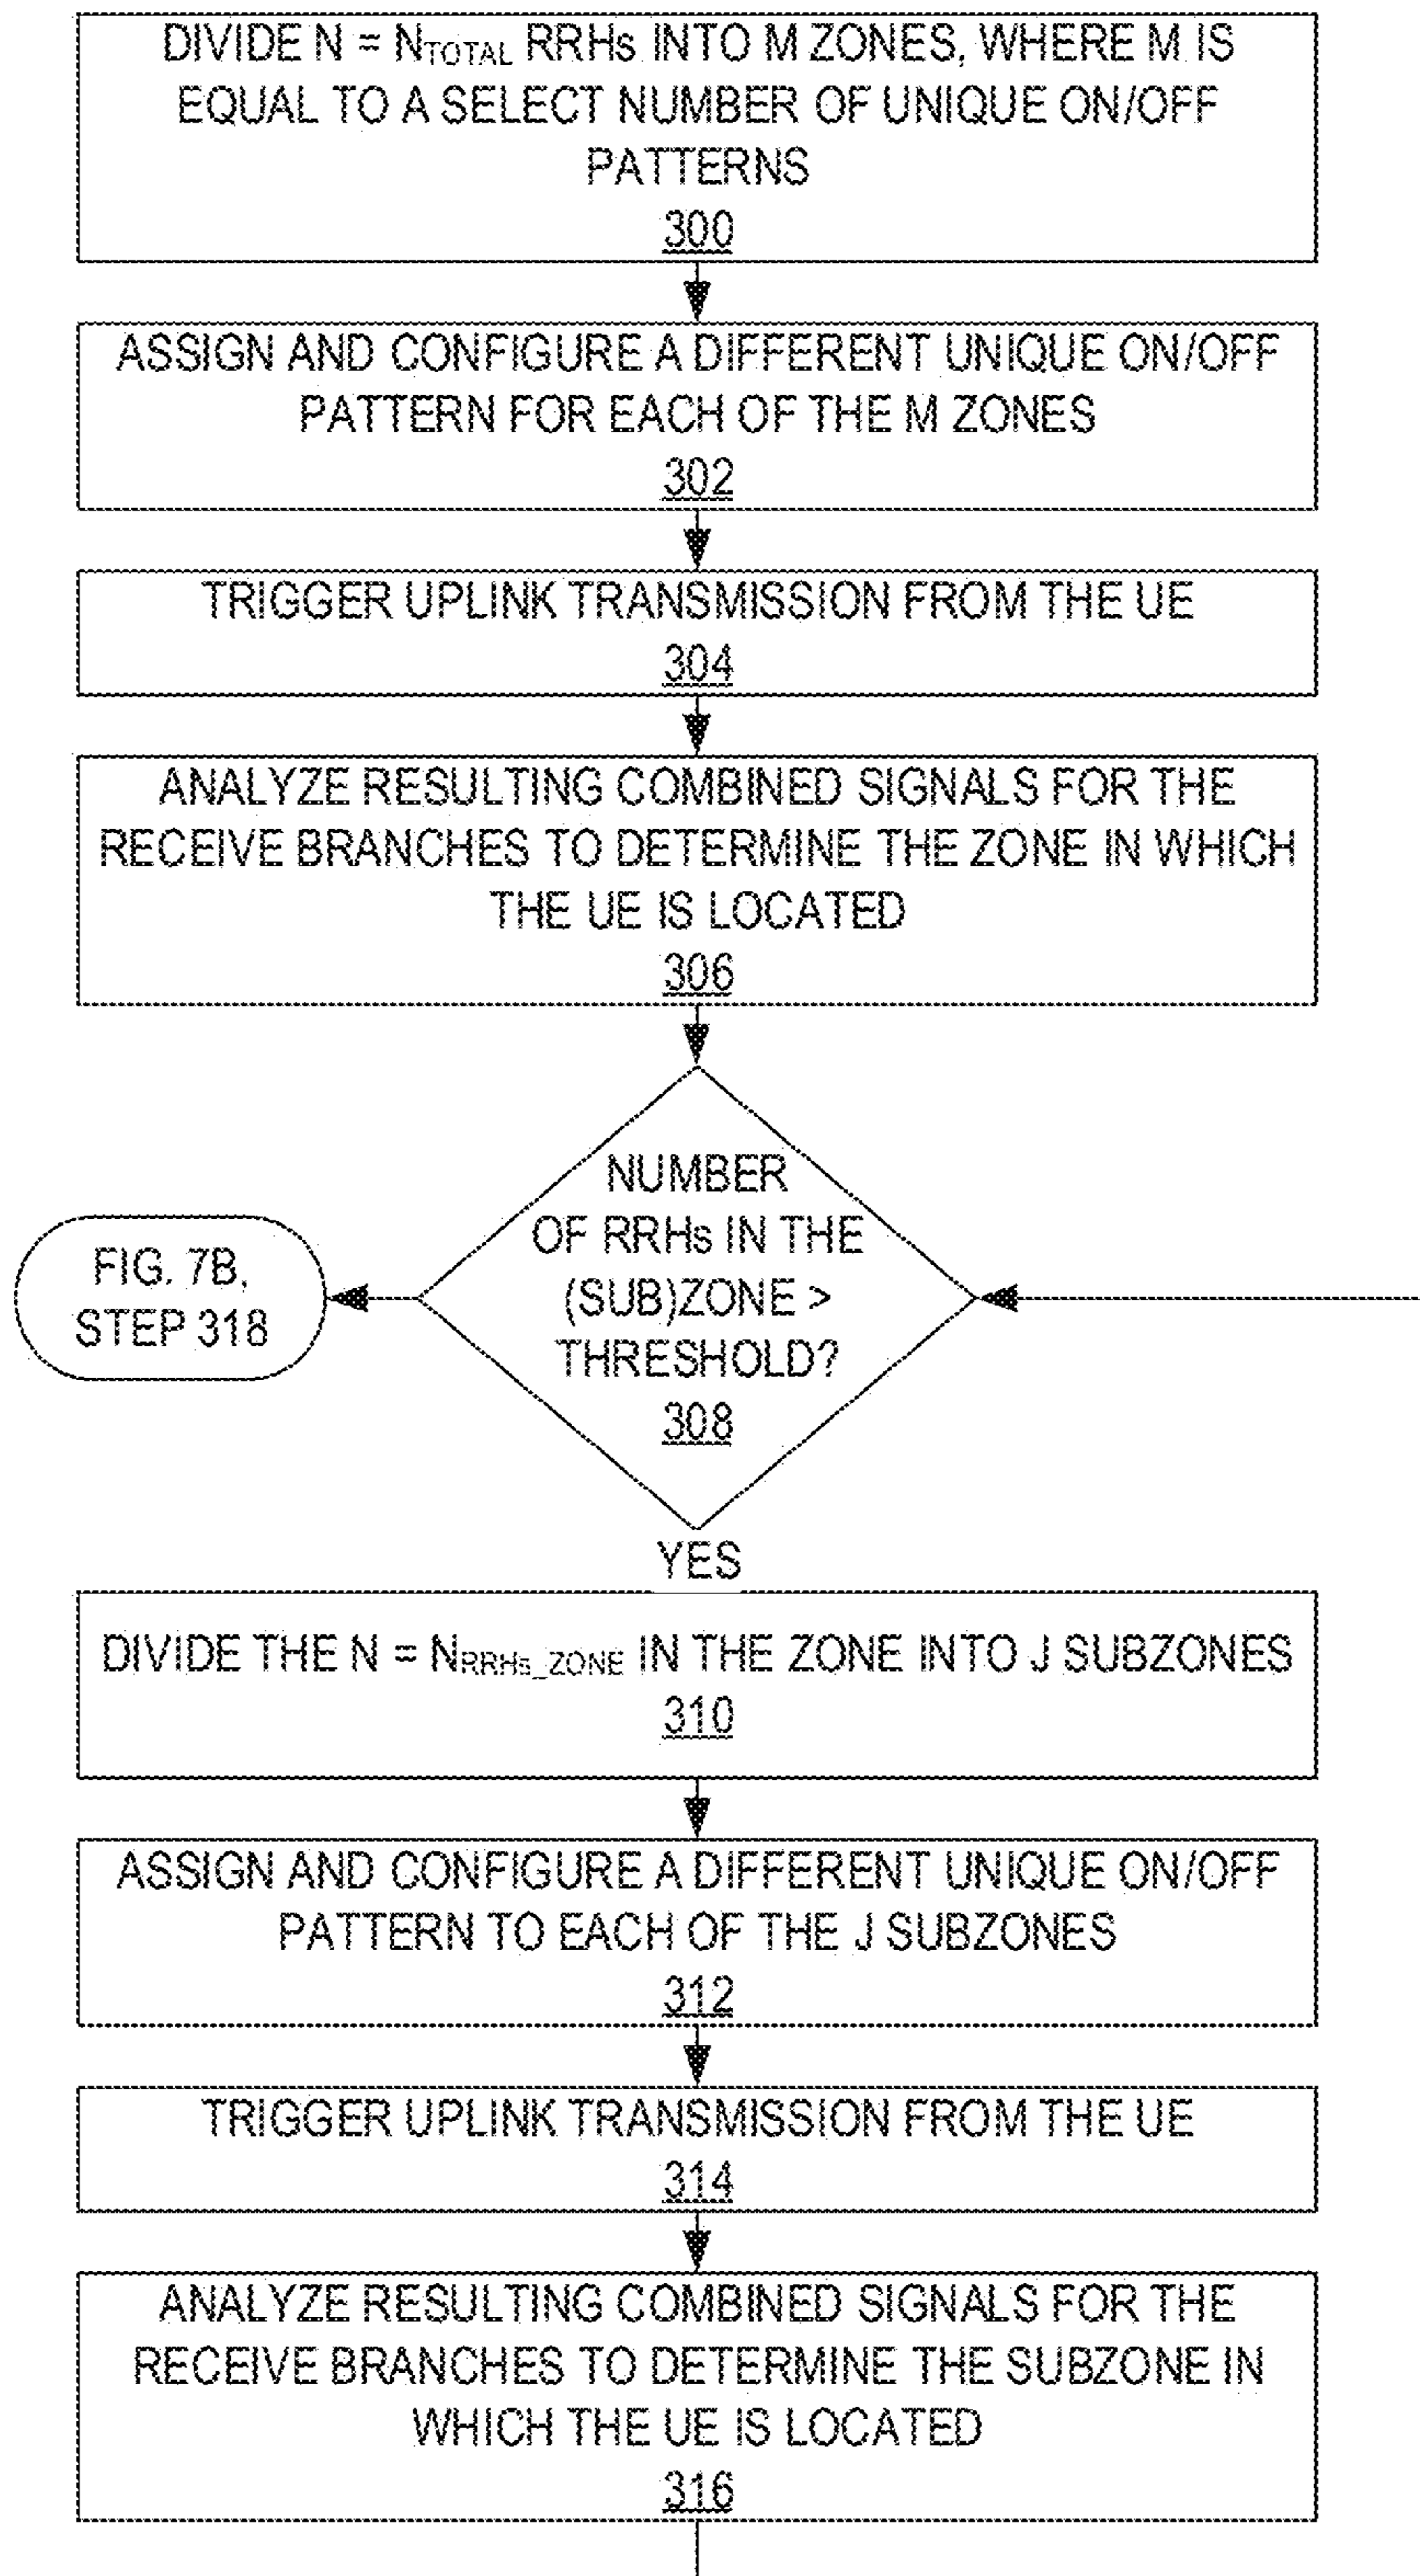 DIVIDE N = NTOTAL RRHs INTO M ZONES, WHERE M IS
EQUAL TO A SELECT NUMBER OF UNIQUE ON/OFF
PATTERNS
300
ASSIGN AND CONFIGURE A DIFFERENT UNIQUE ON/OFF
PATTERN FOR EACH OF THE M ZONES
302
TRIGGER UPLINK TRANSMISSION FROM THE UE
304
ANALYZE RESULTING COMBINED SIGNALS FOR THE
RECEIVE BRANCHES TO DETERMINE THE ZONE IN WHICH
THE UE IS LOCATED
306
NUMBER
OF RRHs IN THE
(SUB)ZONE >
THRESHOLD?
308
FIG. 7B,
STEP 318
YES
DIVIDE THE N = NRRHs_ZONE IN THE ZONE INTO J SUBZONES
310
ASSIGN AND CONFIGURE A DIFFERENT UNIQUE ON/OFF
PATTERN TO EACH OF THE J SUBZONES
312
TRIGGER UPLINK TRANSMISSION FROM THE UE
314
ANALYZE RESULTING COMBINED SIGNALS FOR THE
RECEIVE BRANCHES TO DETERMINE THE SUBZONE IN
WHICH THE UE IS LOCATED
316